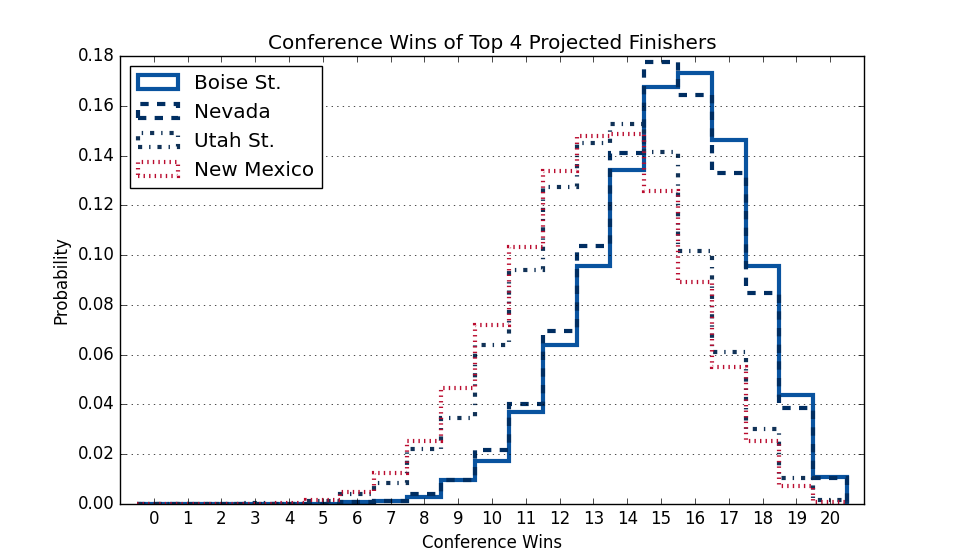 Conference Wins of Top 4 Projected Finishers
0.18
0.16
0.14
0.12
0.10
0.08
0.06
0.04
0.02
0.00
Probability
Boise St.
Nevada
Utah St.
New Mexico
0 1 2 3 4 5 6 7 8 9 10 11 12 13 14 15 16 17 18 19 20
Conference Wins